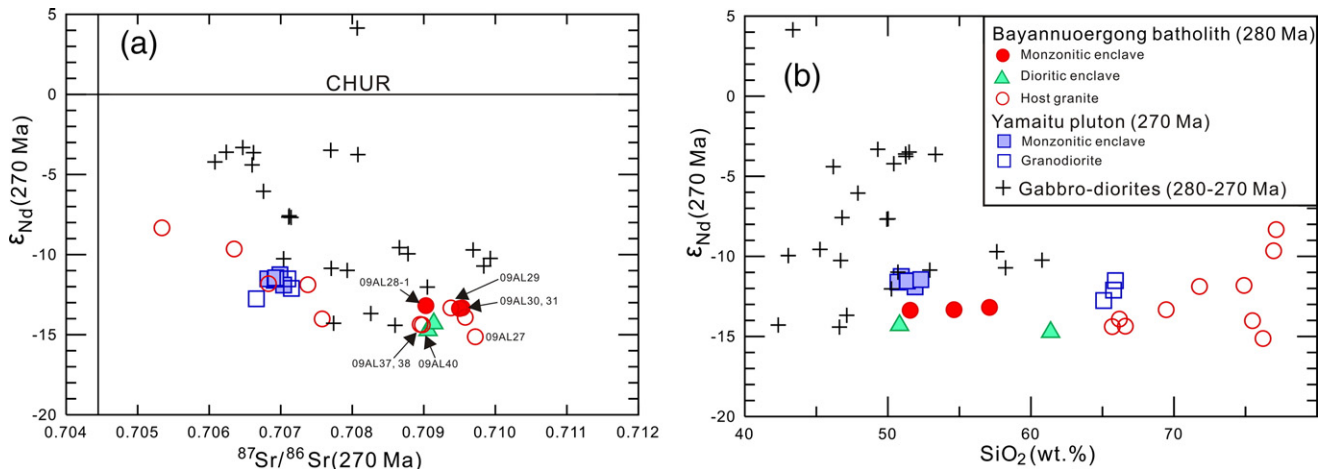 (a)
CHUR
5
0
-5
-10
-15
-20
εNd(270 Ma)
09AL28-1
09AL29
09AL30, 31
09AL27
09AL37, 38
09AL40
0.704 0.705 0.706 0.707 0.708 0.709 0.710 0.711 0.712
87Sr/86Sr(270 Ma)
(b)
5
0
-5
-10
-15
-20
εNd(270 Ma)
Bayannuoergong batholith (280 Ma)
Monzonitic enclave
Dioritic enclave
Host granite
Yamaitu pluton (270 Ma)
Monzonitic enclave
Granodiorite
Gabbro-diorites (280-270 Ma)
40 50 60 70
SiO2(wt.%)